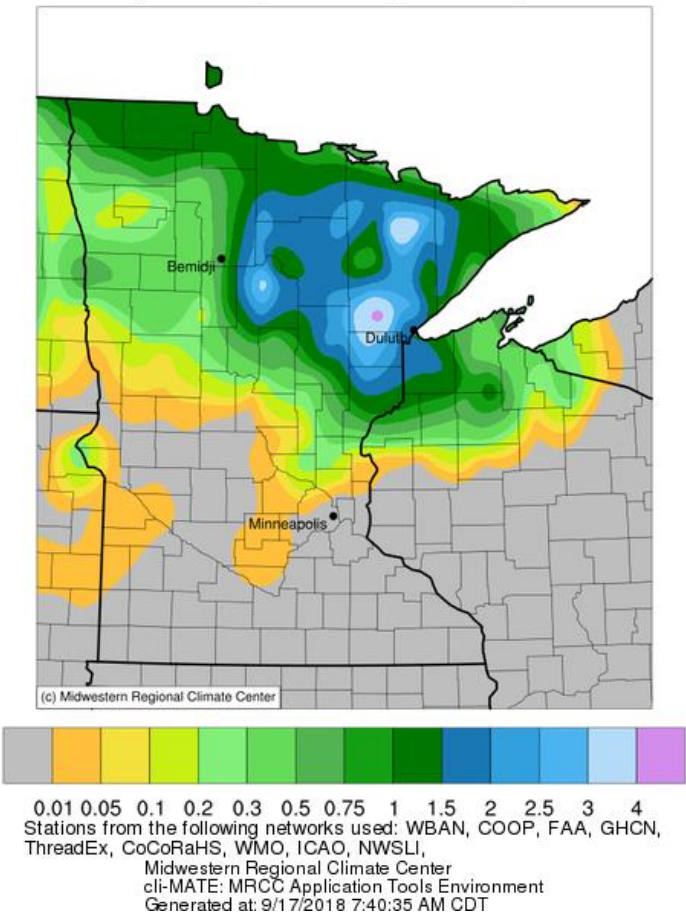 Bemidji
Duluth
Minneapolis
(c) Midwestern Regional Climate Center
0.01 0.05 0.1 0.2 0.3 0.5 0.75 1 1.5 2 2.5 3 4
Stations from the following networks used: WBAN, COOP, FAA, GHCN,
ThreadEx, CoCoRaHS, WMO, ICAO, NWSLI,
Midwestern Regional Climate Center
cli-MATE: MRCC Application Tools Environment
Generated at: 9/17/2018 7:40:35 AM CDT